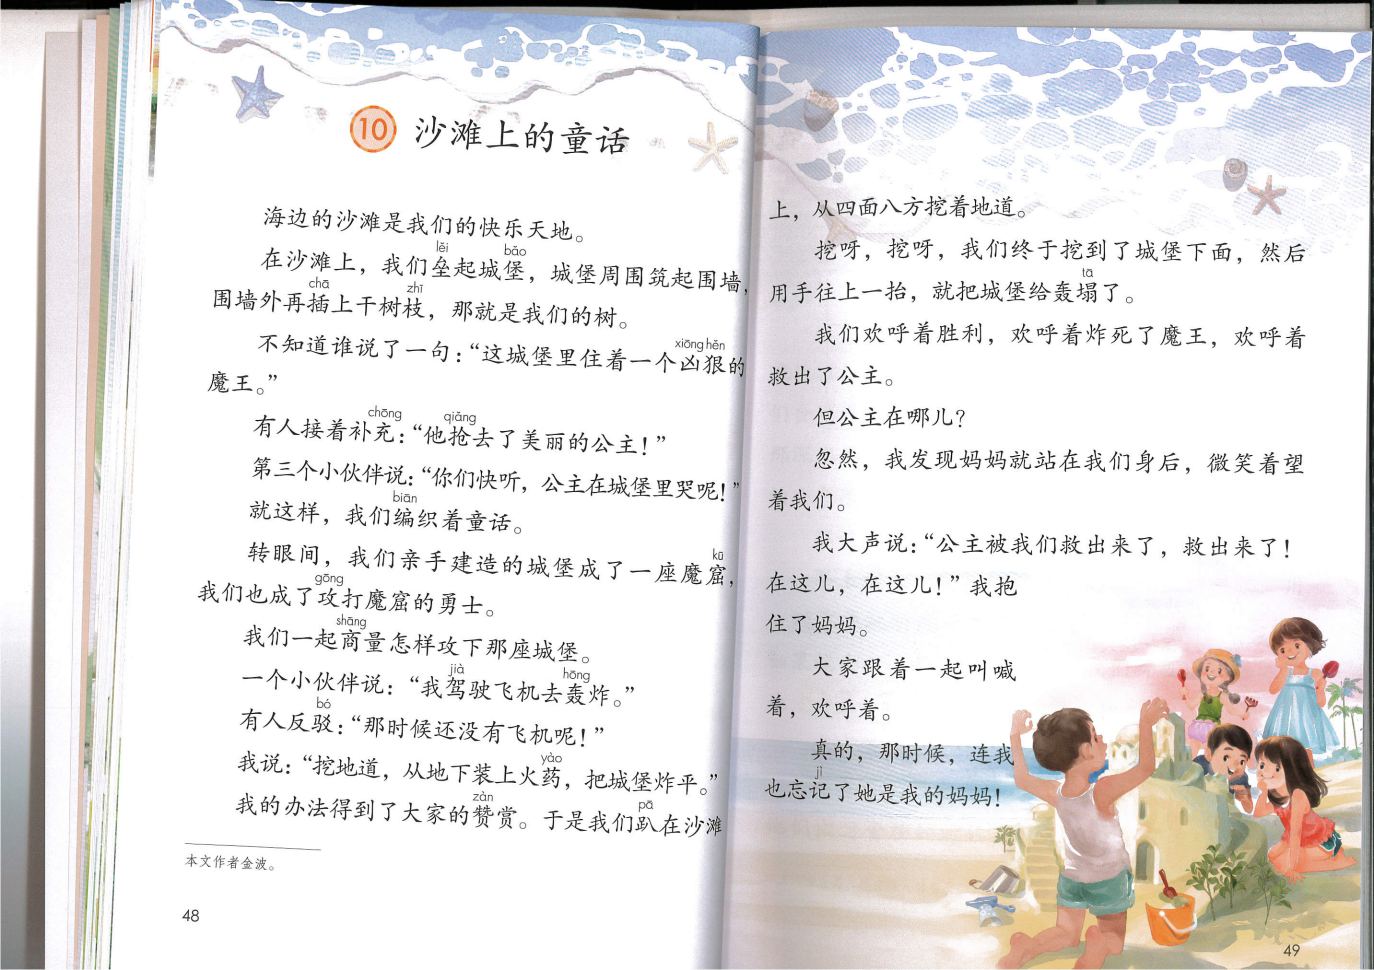 10 沙滩上的童话
海边的沙滩是我们的快乐天地。
lěi bǎo
在沙滩上，我们垒起城堡，城堡周围筑起围墙，
chā zhī
围墙外再插上干树枝，那就是我们的树。
xiōng hěn
不知道谁说了一句：“这城堡里住着一个凶狠的
魔王。”
chōng qiǎng
有人接着补充：“他抢去了美丽的公主！”
第三个小伙伴说：“你们快听，公主在城堡里哭呢！”
biān
就这样，我们编织着童话。
kū
转眼间，我们亲手建造的城堡成了一座魔窟，
gōng
我们也成了攻打魔窟的勇士。
shāng
我们一起商量怎样攻下那座城堡。
jià hōng
一个小伙伴说：“我驾驶飞机去轰炸。”
bó
有人反驳：“那时候还没有飞机呢！”
yào
我说：“挖地道，从地下装上火药，把城堡炸平。”
zàn pā
我的办法得到了大家的赞赏。于是我们趴在沙滩
本文作者金波。
48
上，从四面八方挖着地道。
挖呀，挖呀，我们终于挖到了城堡下面，然后
tā
用手往上一抬，就把城堡给轰塌了。
我们欢呼着胜利，欢呼着炸死了魔王，欢呼着
救出了公主。
但公主在哪儿？
忽然，我发现妈妈就站在我们身后，微笑着望
着我们。
我大声说：“公主被我们救出来了，救出来了！
在这儿，在这儿！”我抱
住了妈妈。
大家跟着一起叫喊
着，欢呼着。
真的，那时候，连我
jì
也忘记了她是我的妈妈！
49